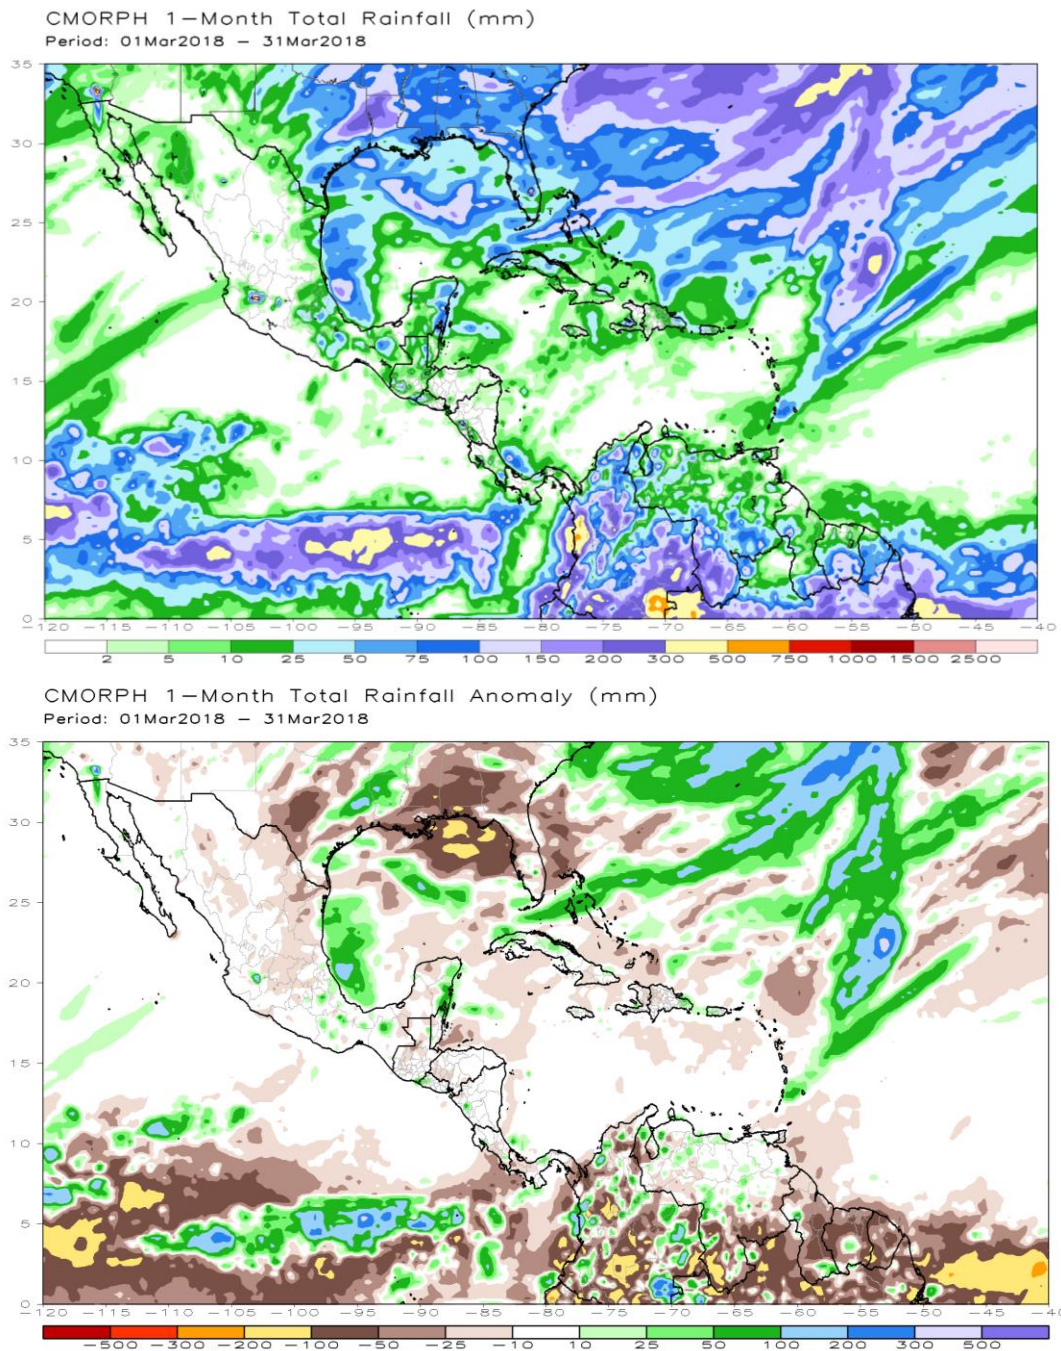 CMORPH 1-Month Total Rainfall (mm)
Period: 01Mar2018 - 31Mar2018
35
30
25
20
15
10
5
0
-120 -115 -110 -105 -100 -95 -90 -85 -80 -75 -70 -65 -60 -55 -50 -45 -40
2 5 10 25 50 75 100 150 200 300 500 750 1000 1500 2500
CMORPH 1-Month Total Rainfall Anomaly (mm)
Period: 01Mar2018 - 31Mar2018
35
30
25
20
15
10
5
0
-120 -115 -110 -105 -100 -95 -90 -85 -80 -75 -70 -65 -60 -55 -50 -45 -40
-500 -300 -200 -100 -50 -25 -10 10 25 50 100 200 300 500